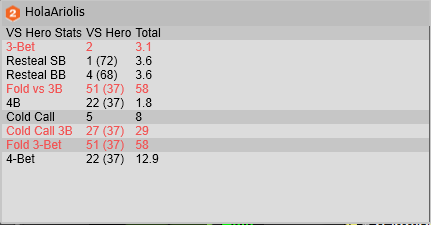 2 HolaAriolis
VS Hero Stats VS Hero Total
3-Bet 2 3.1
Resteal SB 1 (72) 3.6
Resteal BB 4 (68) 3.6
Fold vs 3B 51 (37) 58
4B 22 (37) 1.8
Cold Call 5 8
Cold Call 3B 27 (37) 29
Fold 3-Bet 51 (37) 58
4-Bet 22 (37) 12.9